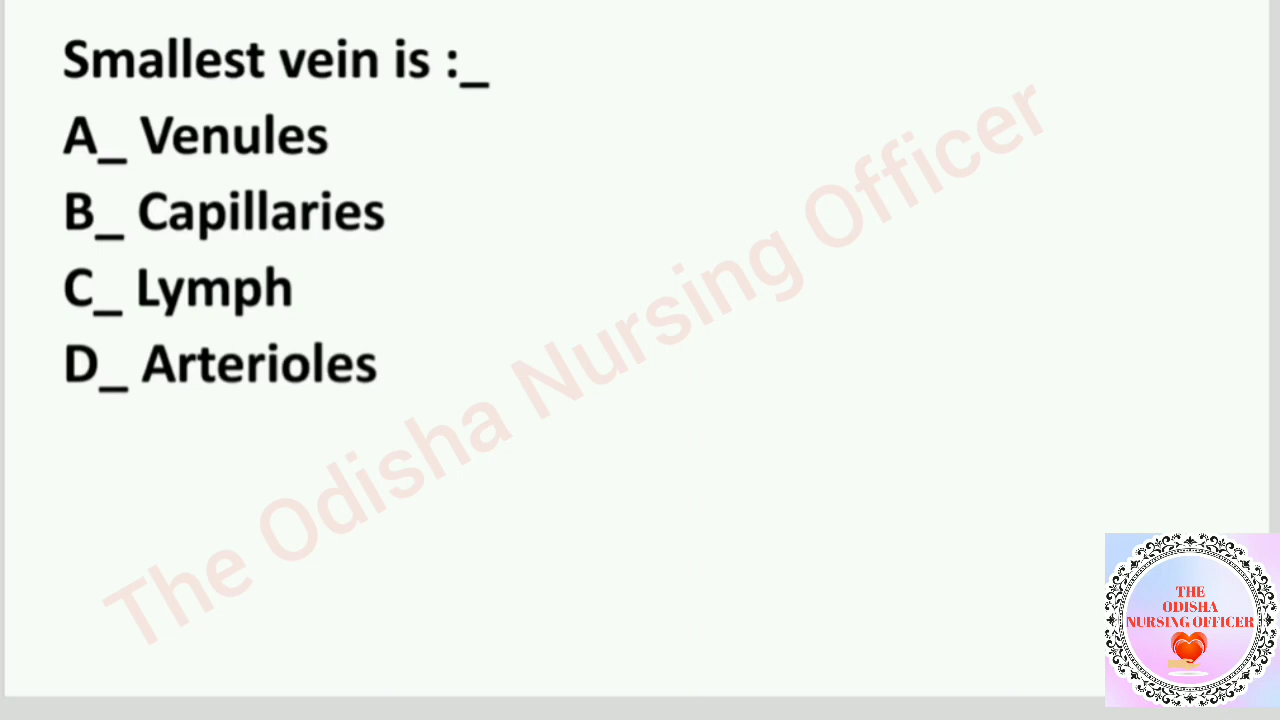 Smallest vein is :_
A_ Venules
B_ Capillaries
C_ Lymph
D_ Arterioles
The Odisha Nursing Officer
THE
ODISHA
NURSING OFFICER